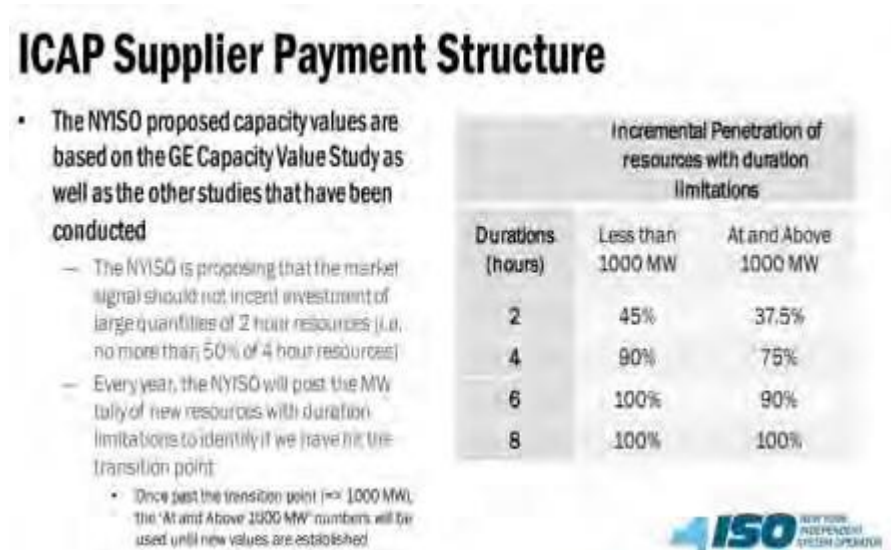 ICAP Supplier Payment Structure
• The NYISO proposed capacity values are
based on the GE Capacity Value Study as
well as the other studies that have been
conducted
— The NYISO is proposing that the market
signal should not incent investment of
large quantities of 2 hour resources (i.e.
no more than 50% of 4 hour resources)
— Every year, the NYISO will post the MW
tally of new resources with duration
limitations to identify if we have hit the
transition point
• Once past the transition point (=> 1000 MW),
the 'At and Above 1000 MW' numbers will be
used until new values are established
Incremental Penetration of
resources with duration
limitations
Durations Less than At and Above
(hours) 1000 MW 1000 MW
2 45% 37.5%
4 90% 75%
6 100% 90%
8 100% 100%
ISO NEW YORK
INDEPENDENT
SYSTEM OPERATOR